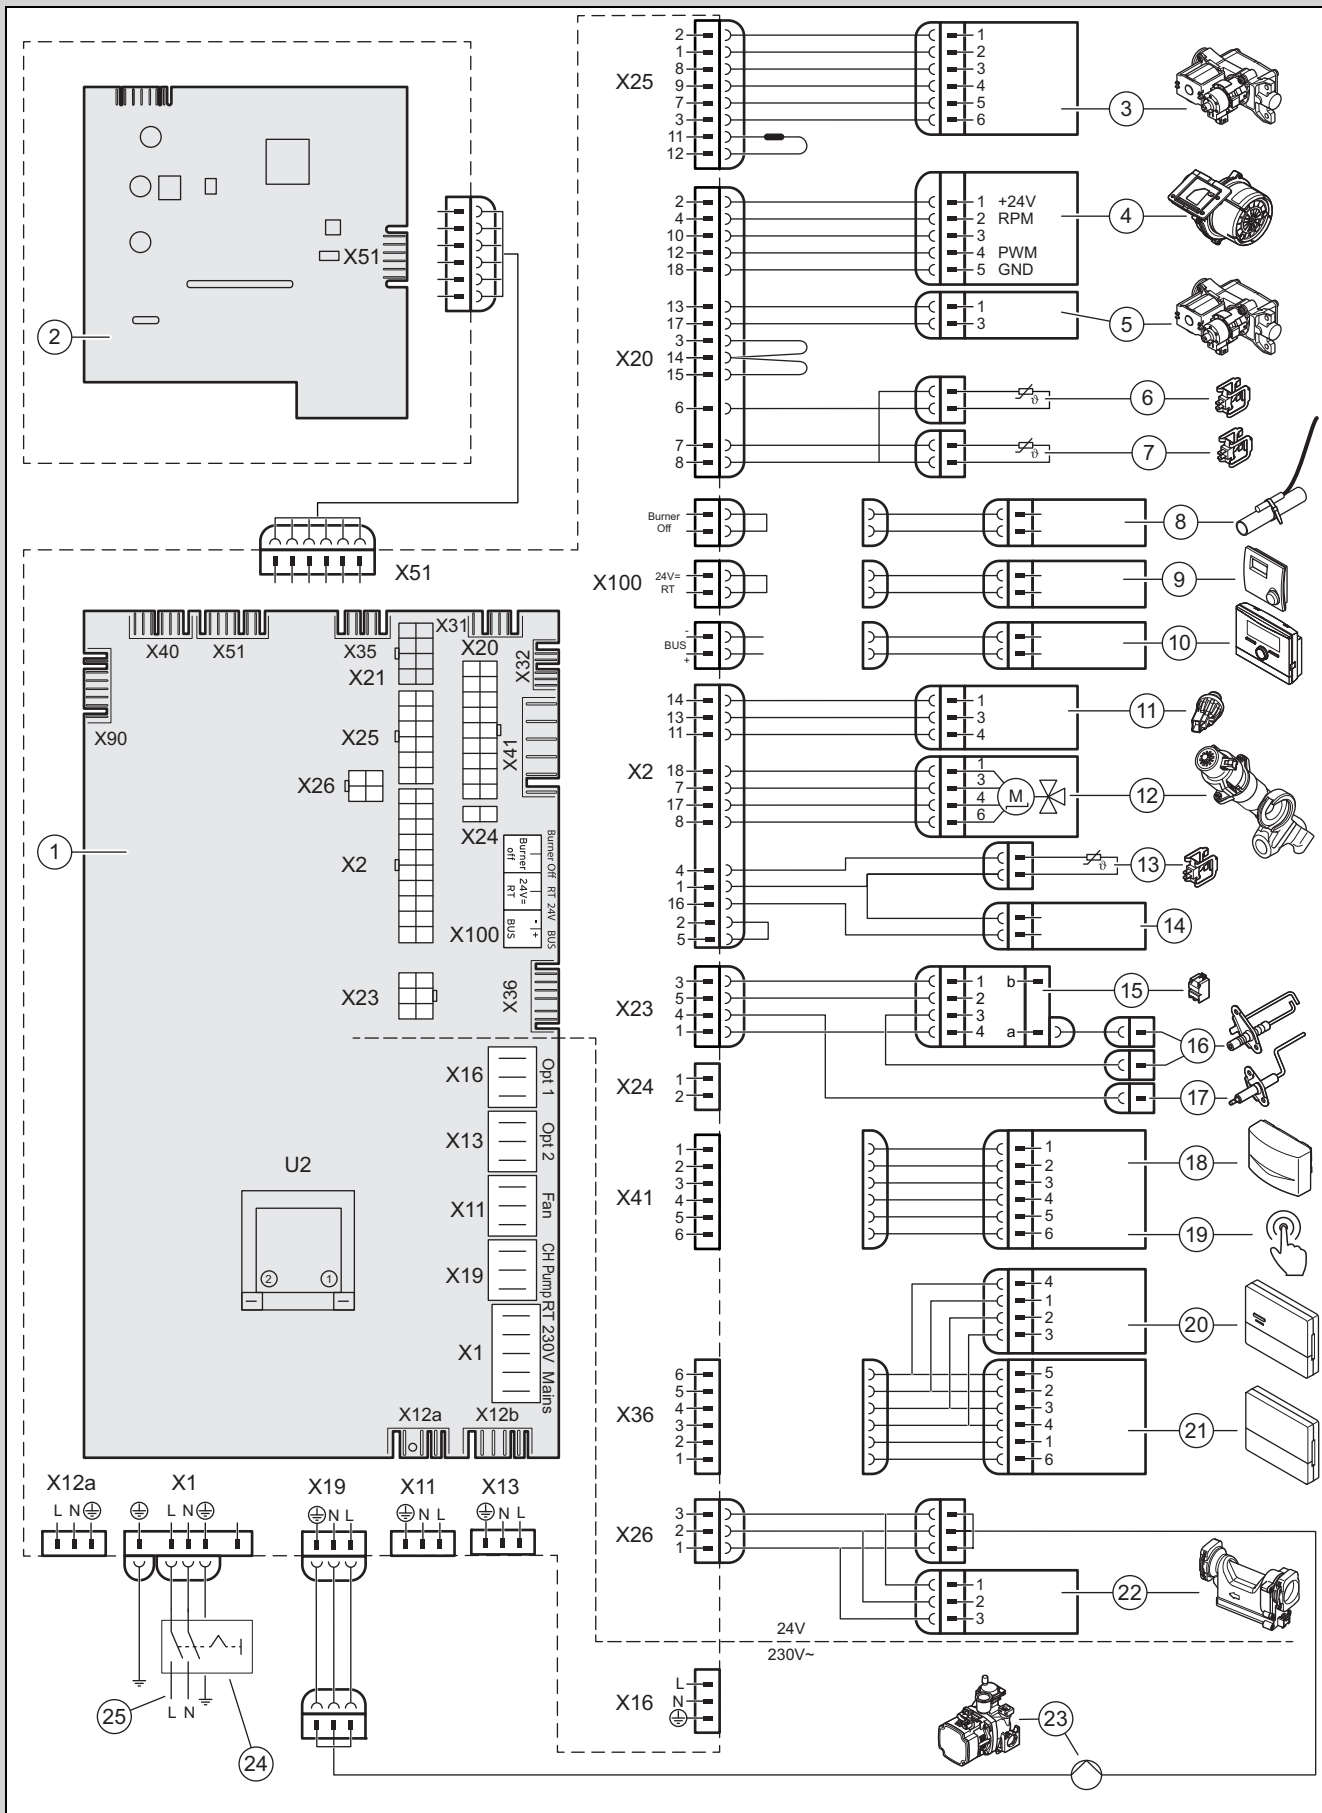 X25
2
1
8
9
7
3
11
12
1
2
3
4
5
6
3
X51
2
X20
2
4
10
12
18
13
17
3
14
15
6
7
8
1 +24V
2 RPM
3
4 PWM
5 GND
4
1
3
5
ϑ
6
ϑ
7
X51
Burner
Off
8
X100
24V=
RT
9
-
BUS
+
10
X40
X51
X35
X31
X20
X21
X32
X90
X25
X41
X26
X24
X2
Burner off
24V= RT
- + BUS
Burner Off RT 24V BUS
X100
X23
X36
1
X2
14
13
11
18
7
17
8
4
1
16
2
5
1
3
4
11
1
3
4
6
M
12
ϑ
13
14
X23
3
5
4
1
1
2
3
4
b
a
15
16
17
X24
1
2
X16
Opt 1
X13
Opt 2
X11
Fan
X19
CH Pump
X1
RT 230V Mains
U2
2
1
X12a
X12b
X41
1
2
3
4
5
6
1
2
3
4
5
6
18
19
X36
6
5
4
3
2
1
4
1
2
3
20
5
2
3
4
1
6
21
X12a
L N
X1
L N
X19
N L
X11
N L
X13
N L
X26
3
2
1
1
2
3
22
24V
230V~
X16
L
N
23
25
L N
24